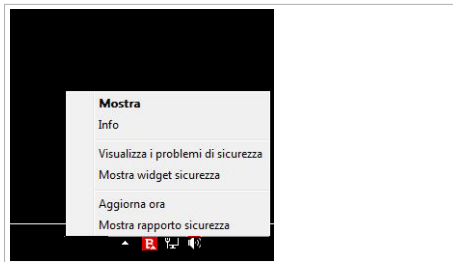 Mostra
Info
Visualizza i problemi di sicurezza
Mostra widget sicurezza
Aggiorna ora
Mostra rapporto sicurezza
B